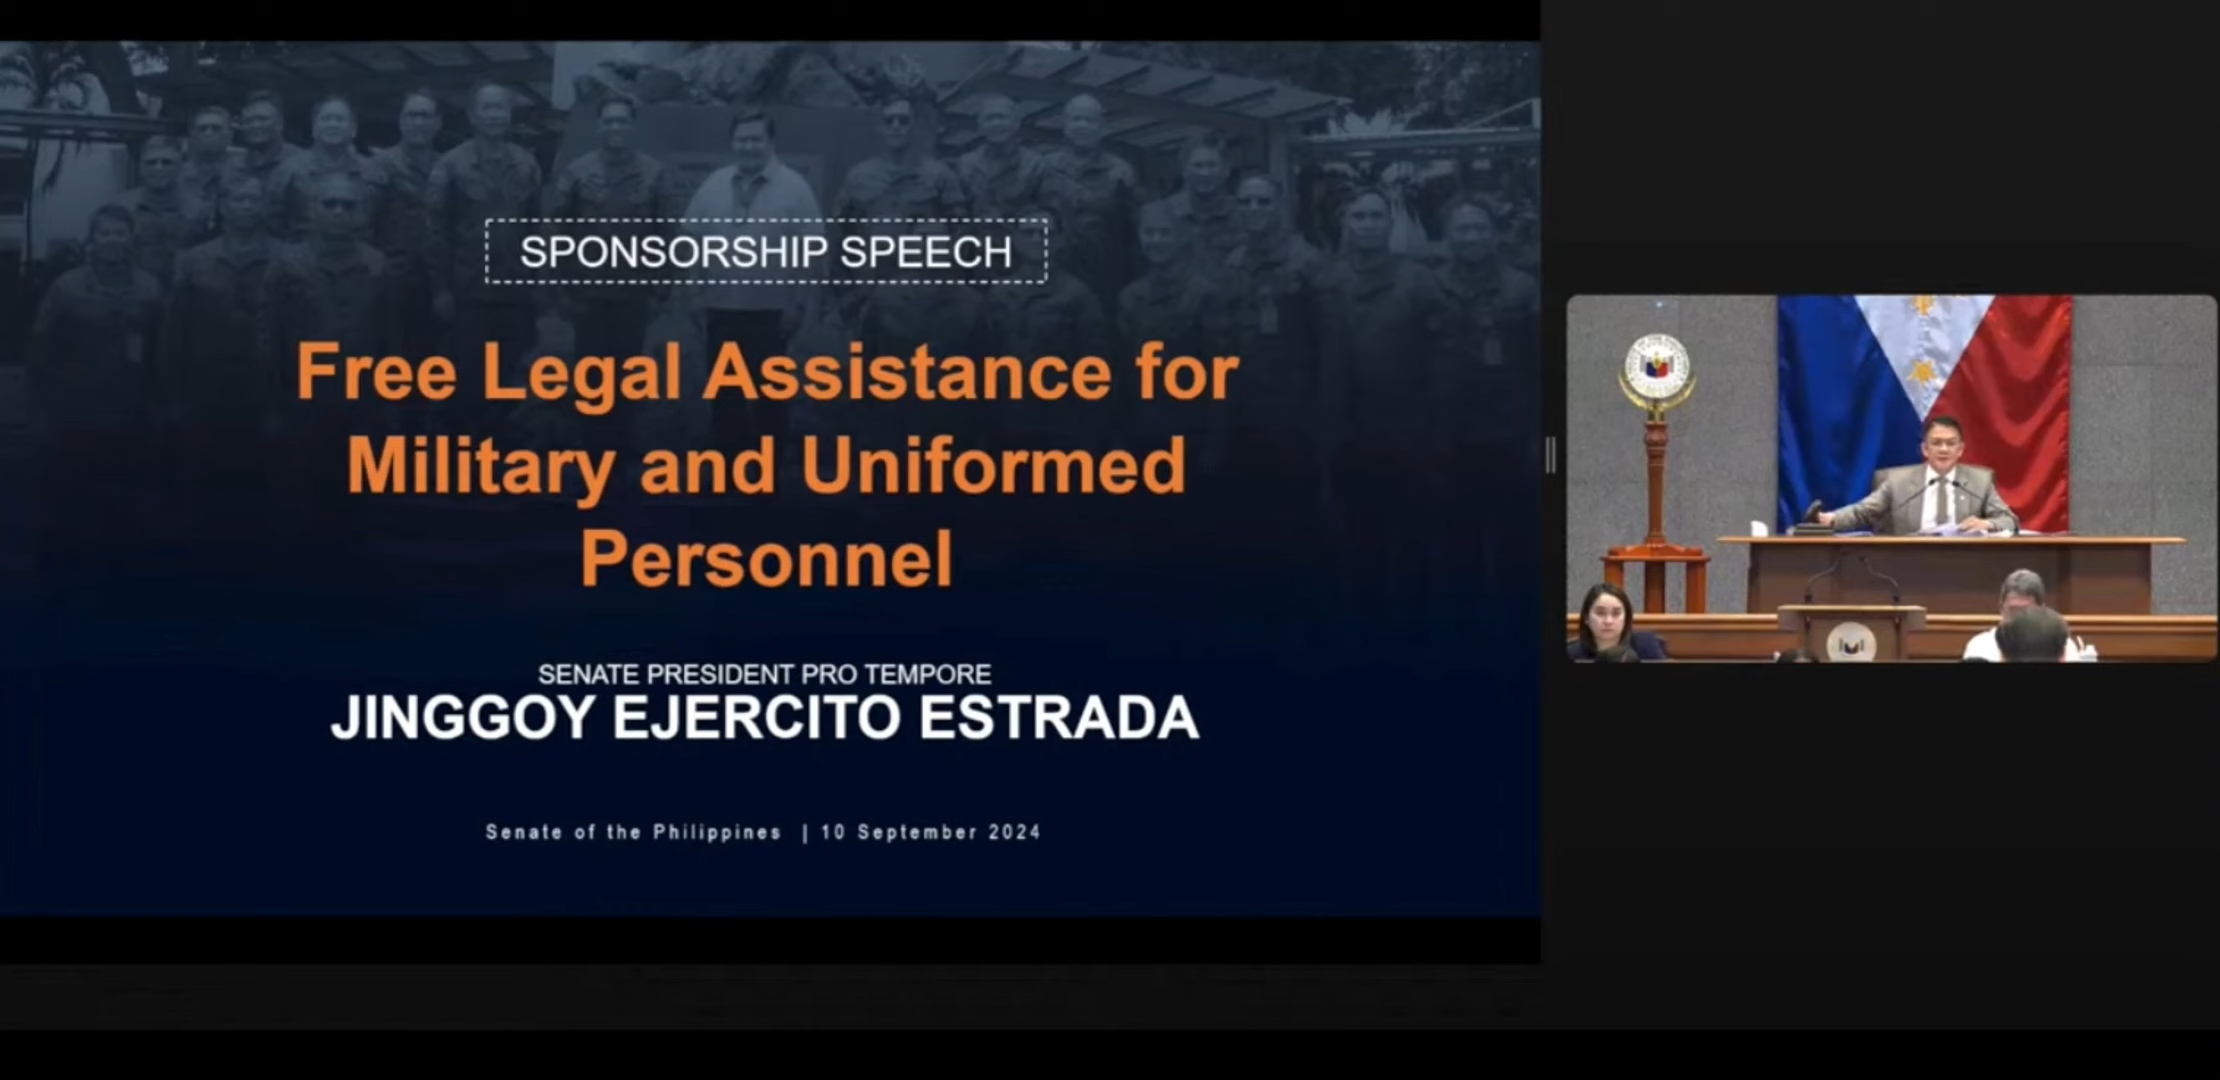 SPONSORSHIP SPEECH
Free Legal Assistance for
Military and Uniformed
Personnel
SENATE PRESIDENT PRO TEMPORE
JINGGOY EJERCITO ESTRADA
Senate of the Philippines | 10 September 2024